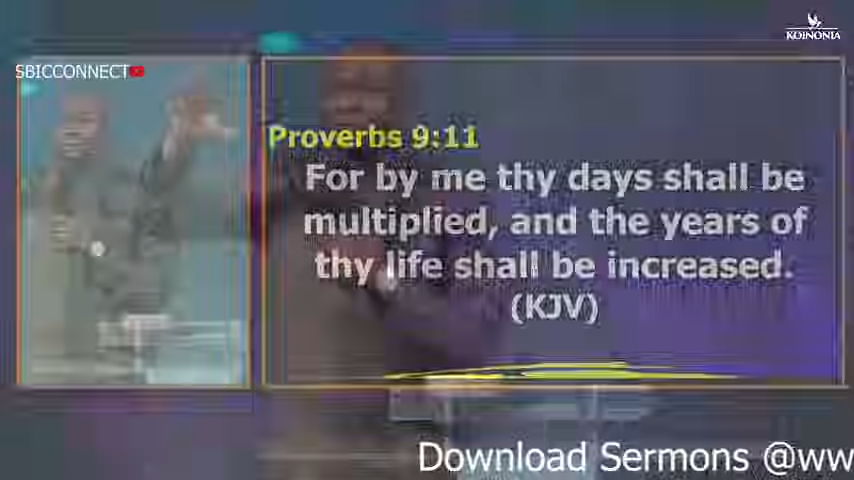 KOINONIA
SBICCONNECT
Proverbs 9:11
For by me thy days shall be
multiplied, and the years of
thy life shall be increased.
(KJV)
Download Sermons @ww